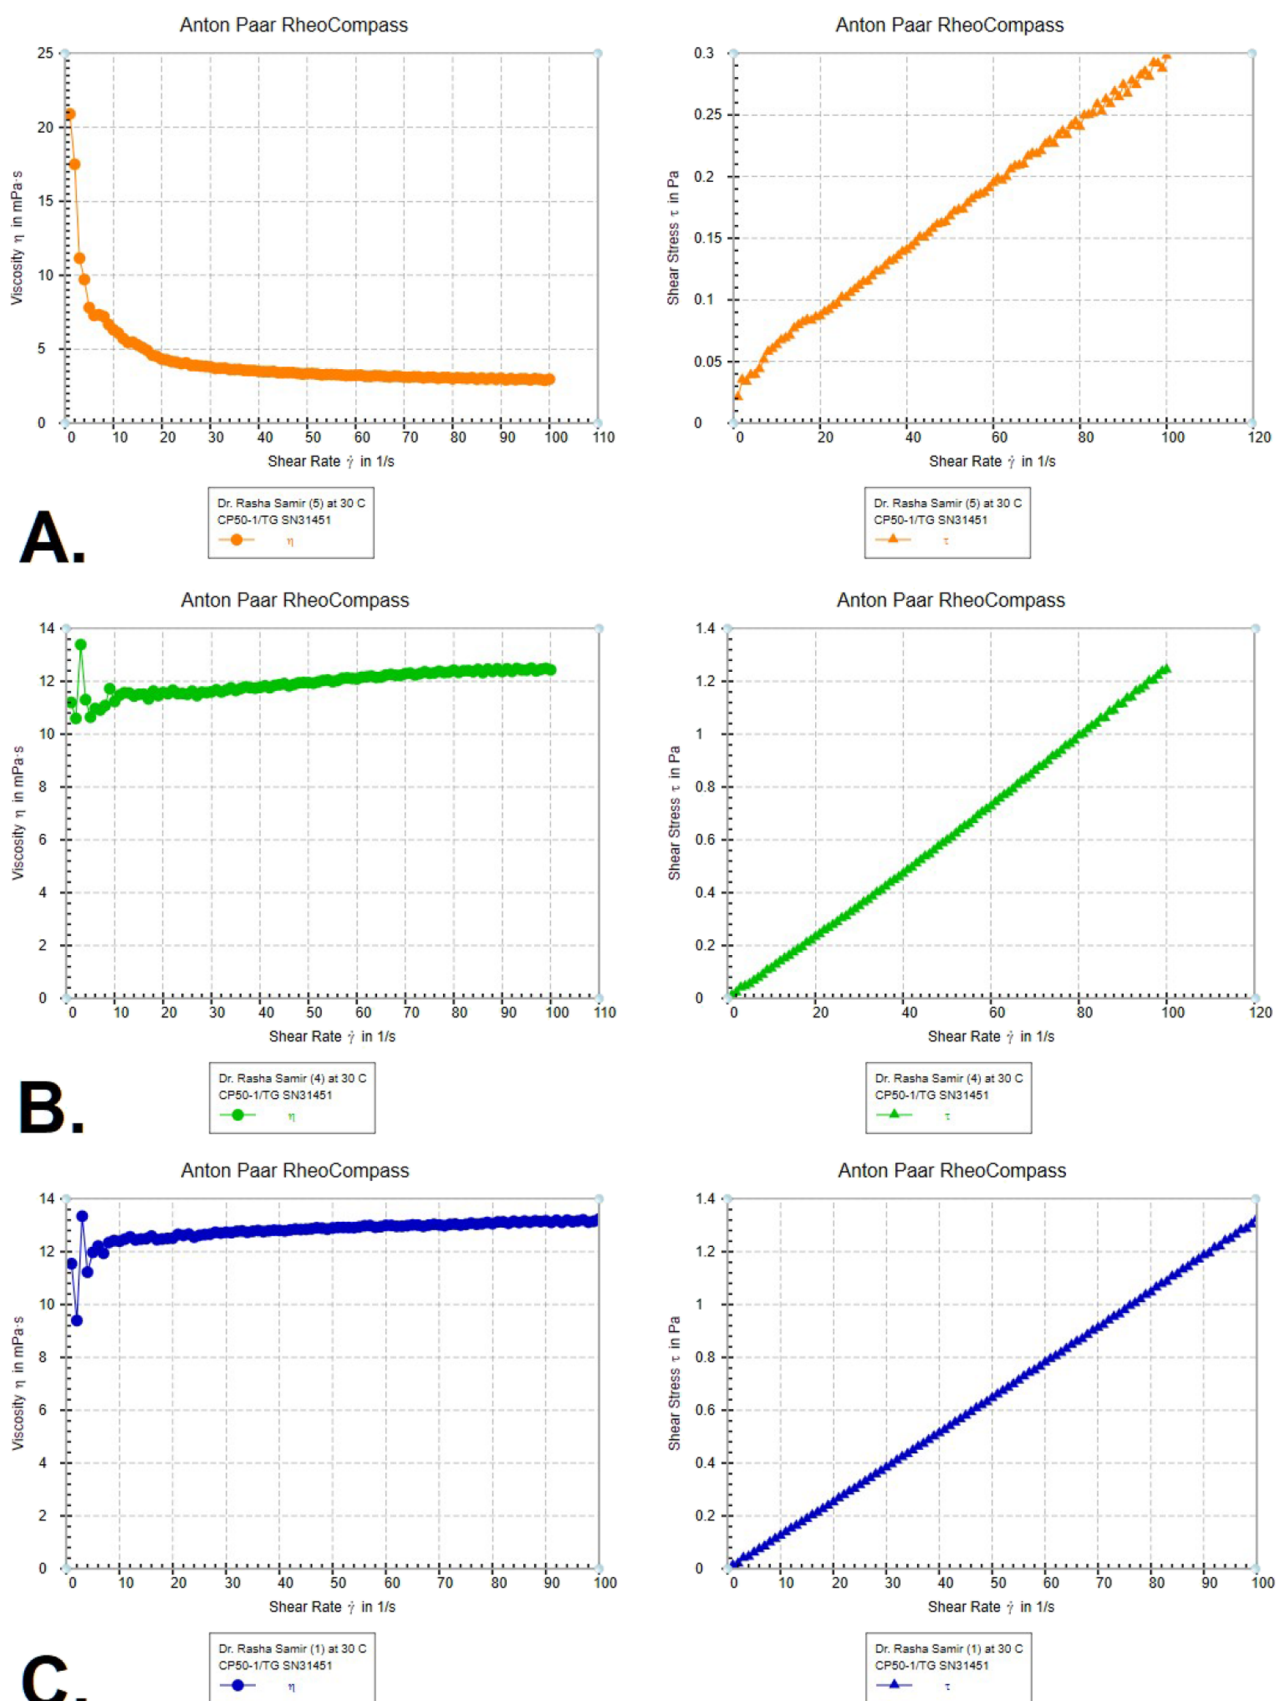 Anton Paar RheoCompass
Viscosity η in mPa·s
25
20
15
10
5
0
0 10 20 30 40 50 60 70 80 90 100 110
Shear Rate γ̇ in 1/s
Dr. Rasha Samir (5) at 30 C
CP50-1/TG SN31451
η
Anton Paar RheoCompass
Shear Stress τ in Pa
0.3
0.25
0.2
0.15
0.1
0.05
0
0 20 40 60 80 100 120
Shear Rate γ̇ in 1/s
Dr. Rasha Samir (5) at 30 C
CP50-1/TG SN31451
τ
A.
Anton Paar RheoCompass
Viscosity η in mPa·s
14
12
10
8
6
4
2
0
0 10 20 30 40 50 60 70 80 90 100 110
Shear Rate γ̇ in 1/s
Dr. Rasha Samir (4) at 30 C
CP50-1/TG SN31451
η
Anton Paar RheoCompass
Shear Stress τ in Pa
1.4
1.2
1
0.8
0.6
0.4
0.2
0
0 20 40 60 80 100 120
Shear Rate γ̇ in 1/s
Dr. Rasha Samir (4) at 30 C
CP50-1/TG SN31451
τ
B.
Anton Paar RheoCompass
Viscosity η in mPa·s
14
12
10
8
6
4
2
0
0 10 20 30 40 50 60 70 80 90 100
Shear Rate γ̇ in 1/s
Dr. Rasha Samir (1) at 30 C
CP50-1/TG SN31451
η
Anton Paar RheoCompass
Shear Stress τ in Pa
1.4
1.2
1
0.8
0.6
0.4
0.2
0
0 10 20 30 40 50 60 70 80 90 100
Shear Rate γ̇ in 1/s
Dr. Rasha Samir (1) at 30 C
CP50-1/TG SN31451
τ
C.